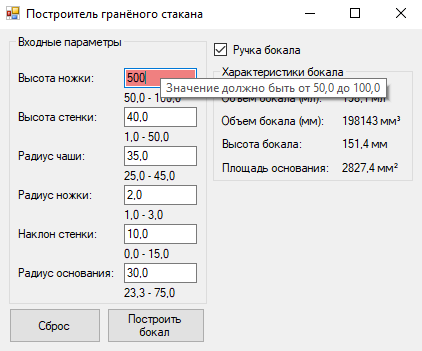 Построитель гранёного стакана
Входные параметры
Высота ножки:
500
50,0 - 100,0
Высота стенки:
40,0
1,0 - 50,0
Радиус чаши:
35,0
25,0 - 45,0
Радиус ножки:
2,0
1,0 - 3,0
Наклон стенки:
10,0
0,0 - 15,0
Радиус основания:
30,0
23,3 - 75,0
Сброс
Построить
бокал
Ручка бокала
Характеристики бокала
Значение должно быть от 50,0 до 100,0
Объем бокала (мл):
Объем бокала (мм):
198143 мм³
Высота бокала:
151,4 мм
Площадь основания:
2827,4 мм²